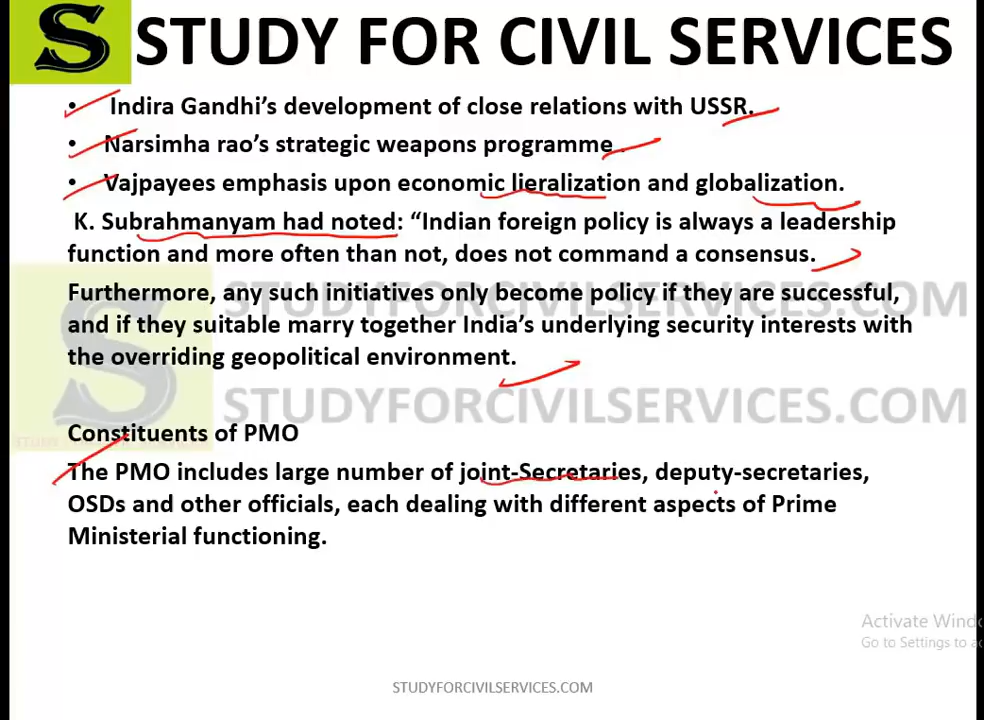 S STUDY FOR CIVIL SERVICES
• Indira Gandhi's development of close relations with USSR.
• Narsimha rao's strategic weapons programme .
• Vajpayees emphasis upon economic lieralization and globalization.
K. Subrahmanyam had noted: “Indian foreign policy is always a leadership
function and more often than not, does not command a consensus.
Furthermore, any such initiatives only become policy if they are successful,
and if they suitable marry together India's underlying security interests with
the overriding geopolitical environment.
STUDYFORCIVILSERVICES.COM
STUDYFORCIVILSERVICES.COM
Constituents of PMO
The PMO includes large number of joint-Secretaries, deputy-secretaries,
OSDs and other officials, each dealing with different aspects of Prime
Ministerial functioning.
Activate Wind
Go to Settings to a
STUDYFORCIVILSERVICES.COM